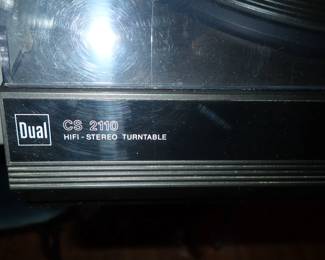 Dual
CS 2110
HIFI - STEREO TURNTABLE